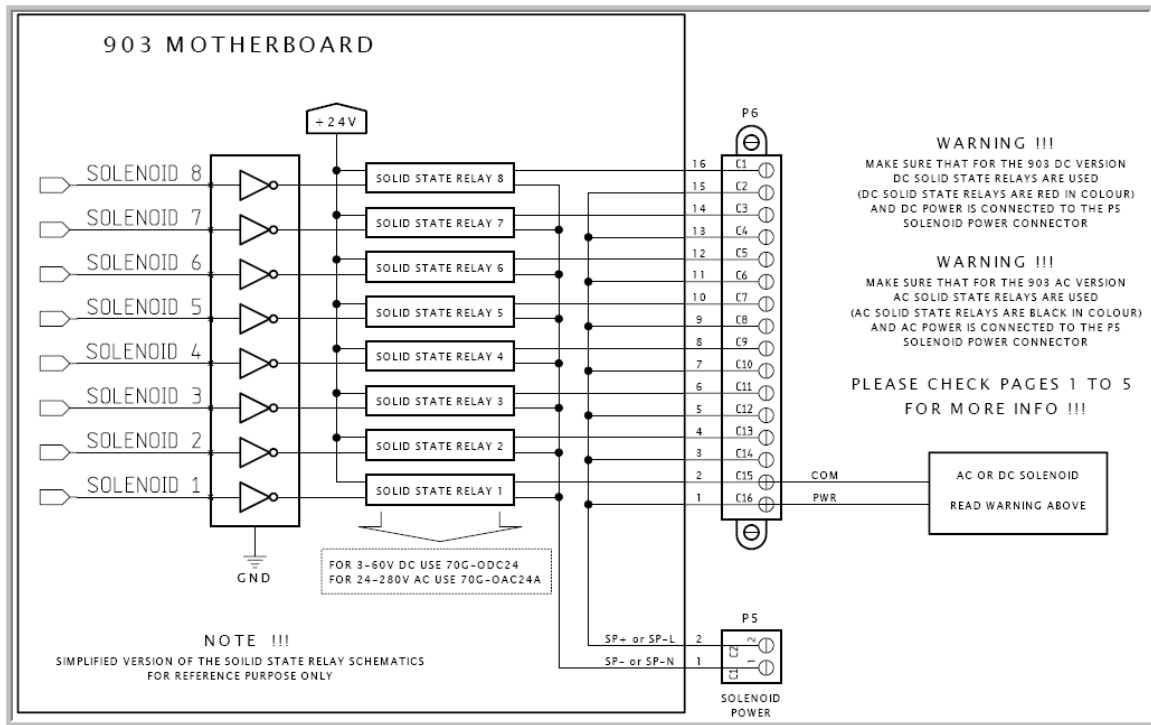 903 MOTHERBOARD
+24V
SOLENOID 8
SOLENOID 7
SOLENOID 6
SOLENOID 5
SOLENOID 4
SOLENOID 3
SOLENOID 2
SOLENOID 1
GND
SOLID STATE RELAY 8
SOLID STATE RELAY 7
SOLID STATE RELAY 6
SOLID STATE RELAY 5
SOLID STATE RELAY 4
SOLID STATE RELAY 3
SOLID STATE RELAY 2
SOLID STATE RELAY 1
FOR 3-60V DC USE 70G-ODC24
FOR 24-280V AC USE 70G-OAC24A
NOTE !!!
SIMPLIFIED VERSION OF THE SOILID STATE RELAY SCHEMATICS
FOR REFERENCE PURPOSE ONLY
P6
16 C1
15 C2
14 C3
13 C4
12 C5
11 C6
10 C7
9 C8
8 C9
7 C10
6 C11
5 C12
4 C13
3 C14
2 C15
1 C16
COM
PWR
AC OR DC SOLENOID
READ WARNING ABOVE
P5
SP+ or SP-L 2 C2 2
SP- or SP-N 1 C1 1
SOLENOID
POWER
WARNING !!!
MAKE SURE THAT FOR THE 903 DC VERSION
DC SOLID STATE RELAYS ARE USED
(DC SOLID STATE RELAYS ARE RED IN COLOUR)
AND DC POWER IS CONNECTED TO THE P5
SOLENOID POWER CONNECTOR
WARNING !!!
MAKE SURE THAT FOR THE 903 AC VERSION
AC SOLID STATE RELAYS ARE USED
(AC SOLID STATE RELAYS ARE BLACK IN COLOUR)
AND AC POWER IS CONNECTED TO THE P5
SOLENOID POWER CONNECTOR
PLEASE CHECK PAGES 1 TO 5
FOR MORE INFO !!!